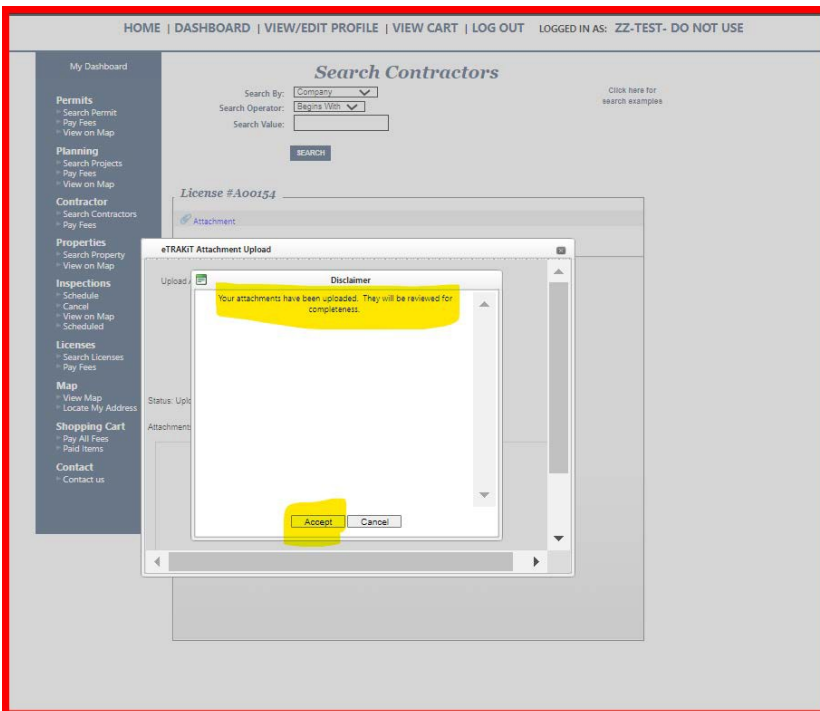 HOME | DASHBOARD | VIEW/EDIT PROFILE | VIEW CART | LOG OUT LOGGED IN AS: ZZ-TEST- DO NOT USE
My Dashboard
Permits
Search Permit
Pay Fees
View on Map
Planning
Search Projects
Pay Fees
View on Map
Contractor
Search Contractors
Pay Fees
Properties
Search Property
View on Map
Inspections
Schedule
Cancel
View on Map
Scheduled
Licenses
Search Licenses
Pay Fees
Map
View Map
Locate My Address
Shopping Cart
Pay All Fees
Paid Items
Contact
Contact us
Search Contractors
Search By: Company
Search Operator: Begins With
Search Value:
SEARCH
Click here for
search examples
License #A00154
Attachment
eTRAKiT Attachment Upload
Upload
Disclaimer
Your attachments have been uploaded. They will be reviewed for
completeness.
Status:
Accept Cancel